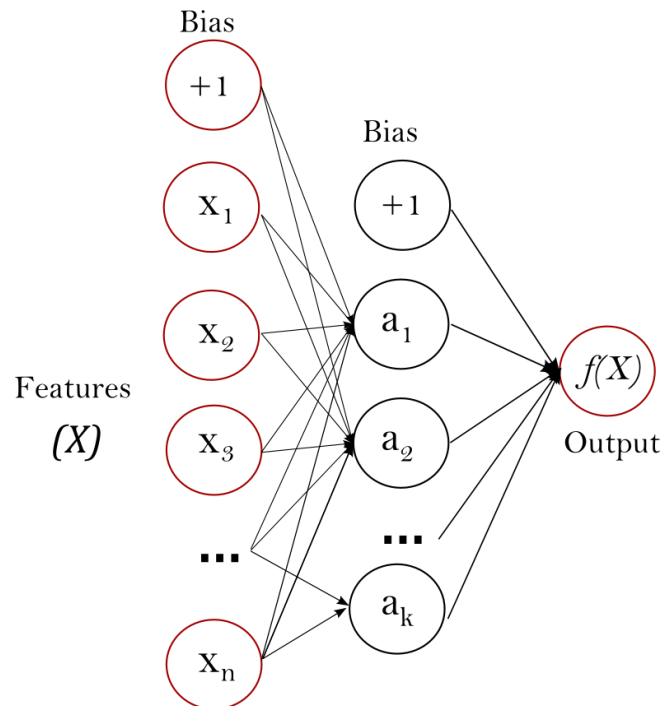 Bias
+1
x₁
x₂
x₃
...
xₙ
Features
(X)
Bias
+1
a₁
a₂
...
aₖ
f(X)
Output